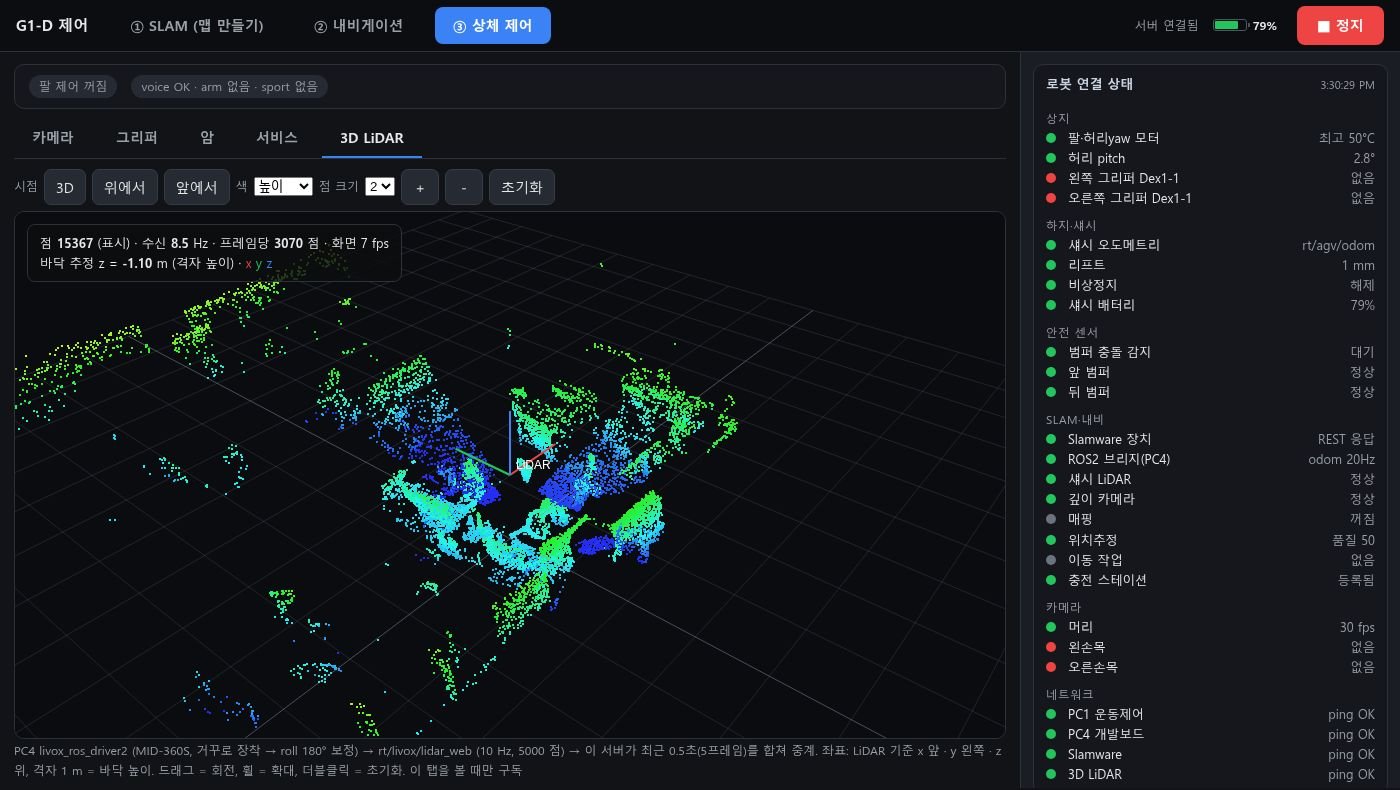 G1-D 제어
① SLAM (맵 만들기)
② 내비게이션
③ 상체 제어
서버 연결됨
79%
■ 정지
팔 제어 꺼짐
voice OK · arm 없음 · sport 없음
카메라
그리퍼
암
서비스
3D LiDAR
시점
3D
위에서
앞에서
색
높이
점 크기
2
+
-
초기화
점 15367 (표시) · 수신 8.5 Hz · 프레임당 3070 점 · 화면 7 fps
바닥 추정 z = -1.10 m (격자 높이) · x y z
LiDAR
PC4 livox_ros_driver2 (MID-360S, 거꾸로 장착 → roll 180° 보정) → rt/livox/lidar_web (10 Hz, 5000 점) → 이 서버가 최근 0.5초(5프레임)를 합쳐 중계. 좌표: LiDAR 기준 x 앞 · y 왼쪽 · z
위, 격자 1 m = 바닥 높이. 드래그 = 회전, 휠 = 확대, 더블클릭 = 초기화. 이 탭을 볼 때만 구독
로봇 연결 상태
3:30:29 PM
상지
팔·허리yaw 모터 최고 50°C
허리 pitch 2.8°
왼쪽 그리퍼 Dex1-1 없음
오른쪽 그리퍼 Dex1-1 없음
하지·섀시
섀시 오도메트리 rt/agv/odom
리프트 1 mm
비상정지 해제
섀시 배터리 79%
안전 센서
범퍼 충돌 감지 대기
앞 범퍼 정상
뒤 범퍼 정상
SLAM·내비
Slamware 장치 REST 응답
ROS2 브리지(PC4) odom 20Hz
섀시 LiDAR 정상
깊이 카메라 정상
매핑 꺼짐
위치추정 품질 50
이동 작업 없음
충전 스테이션 등록됨
카메라
머리 30 fps
왼손목 없음
오른손목 없음
네트워크
PC1 운동제어 ping OK
PC4 개발보드 ping OK
Slamware ping OK
3D LiDAR ping OK